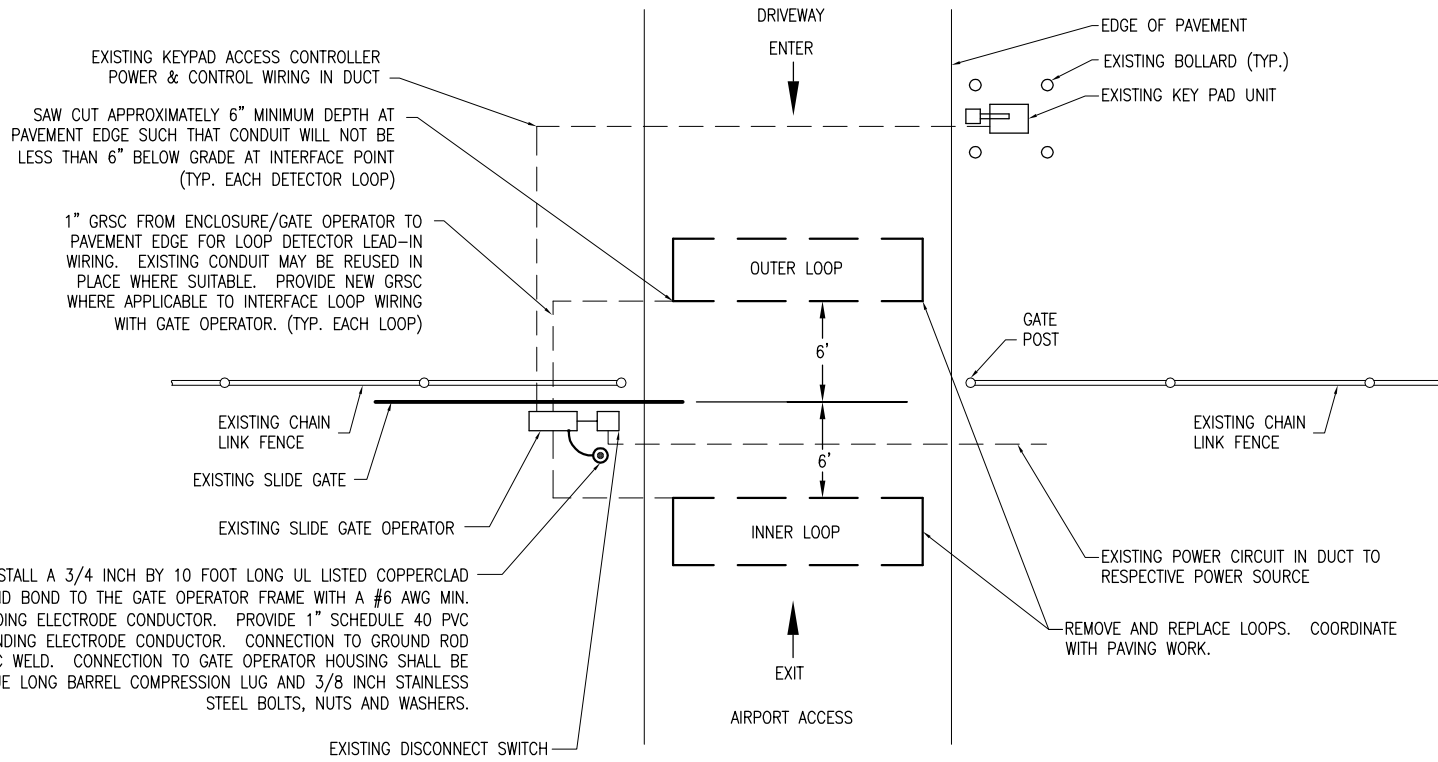 DRIVEWAY
ENTER
EDGE OF PAVEMENT
EXISTING BOLLARD (TYP.)
EXISTING KEY PAD UNIT
EXISTING KEYPAD ACCESS CONTROLLER
POWER & CONTROL WIRING IN DUCT
SAW CUT APPROXIMATELY 6" MINIMUM DEPTH AT
PAVEMENT EDGE SUCH THAT CONDUIT WILL NOT BE
LESS THAN 6" BELOW GRADE AT INTERFACE POINT
(TYP. EACH DETECTOR LOOP)
1" GRSC FROM ENCLOSURE/GATE OPERATOR TO
PAVEMENT EDGE FOR LOOP DETECTOR LEAD-IN
WIRING. EXISTING CONDUIT MAY BE REUSED IN
PLACE WHERE SUITABLE. PROVIDE NEW GRSC
WHERE APPLICABLE TO INTERFACE LOOP WIRING
WITH GATE OPERATOR. (TYP. EACH LOOP)
OUTER LOOP
6'
GATE
POST
EXISTING CHAIN
LINK FENCE
EXISTING CHAIN
LINK FENCE
6'
EXISTING SLIDE GATE
EXISTING SLIDE GATE OPERATOR
INNER LOOP
EXISTING POWER CIRCUIT IN DUCT TO
RESPECTIVE POWER SOURCE
A 3/4 INCH BY 10 FOOT LONG UL LISTED COPPERCLAD
BOND TO THE GATE OPERATOR FRAME WITH A #6 AWG MIN.
ELECTRODE CONDUCTOR. PROVIDE 1" SCHEDULE 40 PVC
ELECTRODE CONDUCTOR. CONNECTION TO GROUND ROD
WELD. CONNECTION TO GATE OPERATOR HOUSING SHALL BE
LONG BARREL COMPRESSION LUG AND 3/8 INCH STAINLESS
STEEL BOLTS, NUTS AND WASHERS.
REMOVE AND REPLACE LOOPS. COORDINATE
WITH PAVING WORK.
EXIT
AIRPORT ACCESS
EXISTING DISCONNECT SWITCH